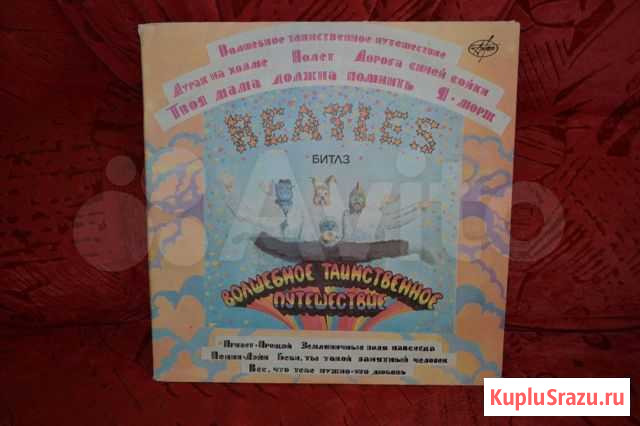 Волшебное таинственное путешествие
Дурак на холме Полет Дорога синей сойки
Твоя мама должна помнить Я - морж
BEATLES
БИТЛЗ
ВОЛШЕБНОЕ ТАИНСТВЕННОЕ
ПУТЕШЕСТВИЕ
Привет-Прощай Земляничные поля навсегда
Пенни-Лэйн Беби, ты такой занятный человек
Все, что тебе нужно-это любовь
Avito
KupluSrazu.ru